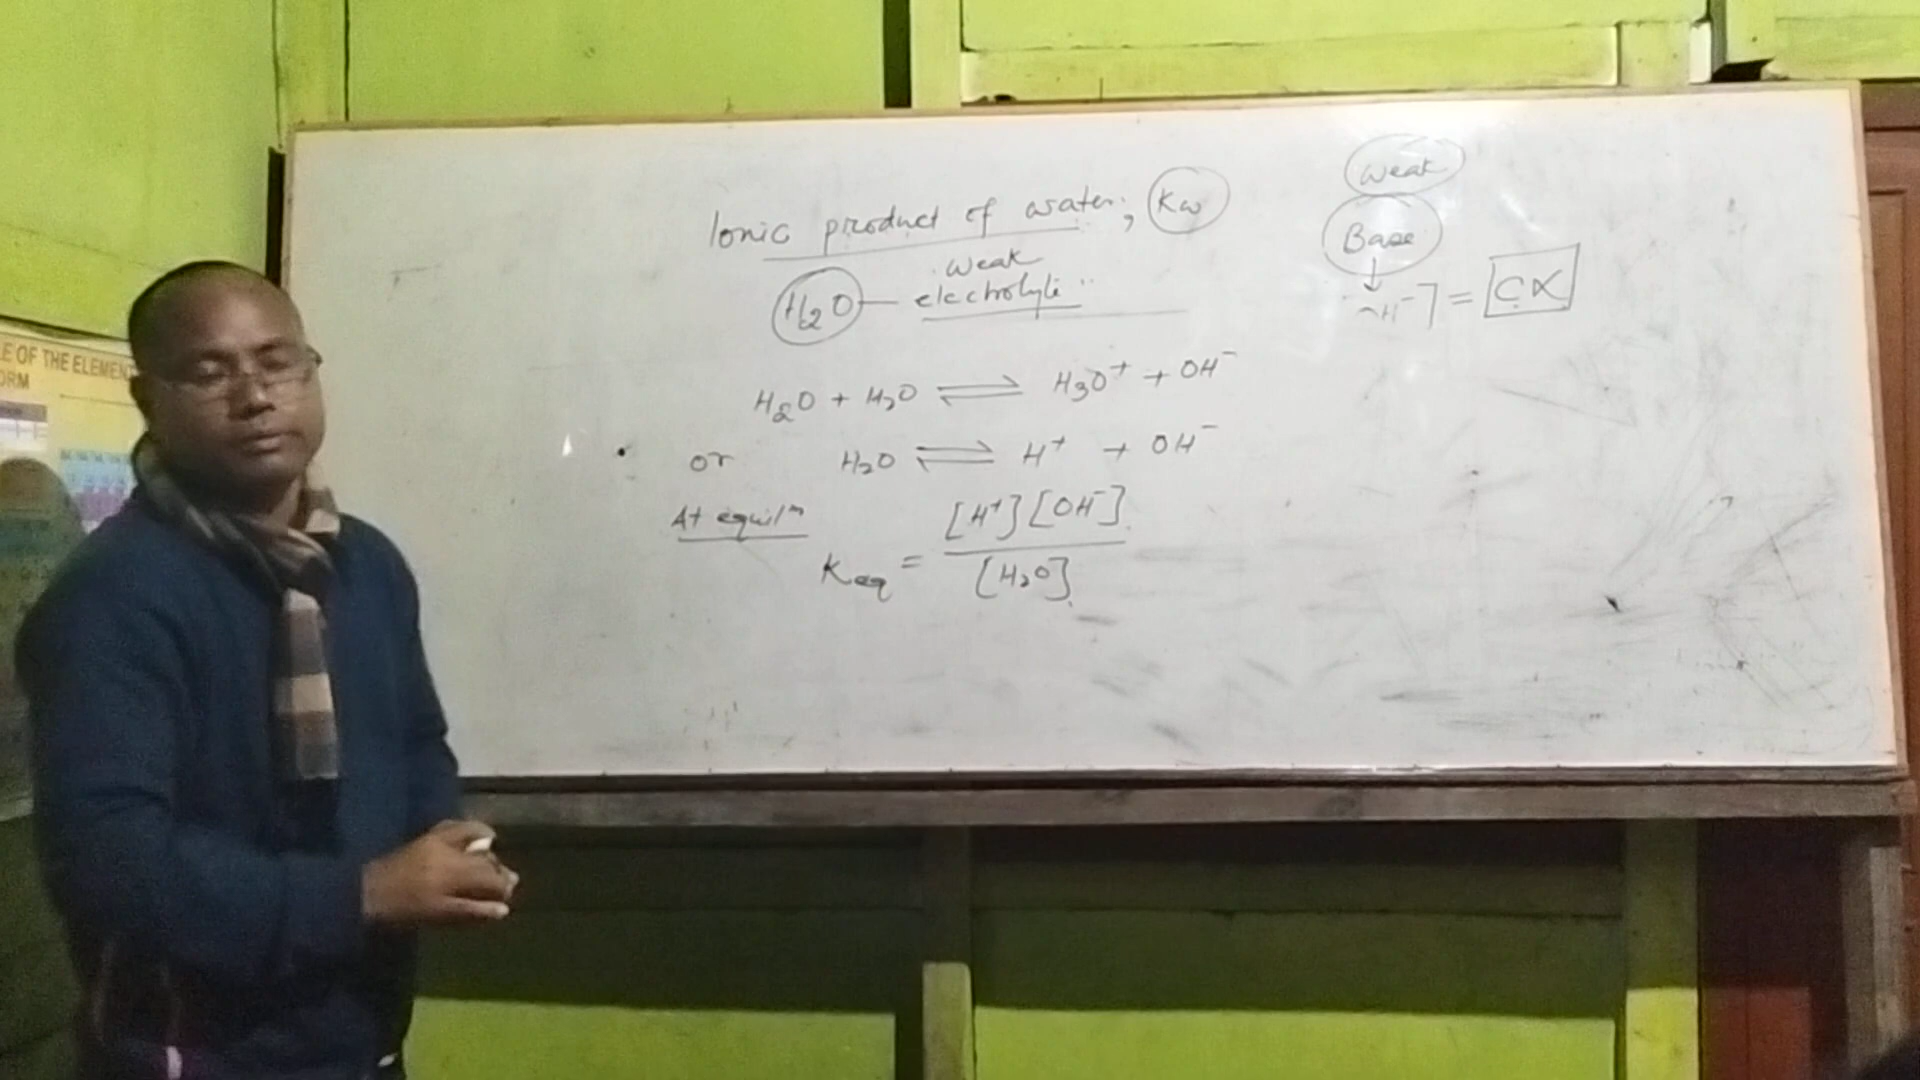 Ionic product of water; Kw
H2O — weak electrolyte
H2O + H2O ⇌ H3O+ + OH-
or H2O ⇌ H+ + OH-
At equilm
Keq = [H+][OH-] / [H2O]
Weak
Base
↓
= Cα
LE OF THE ELEMEN
ORM